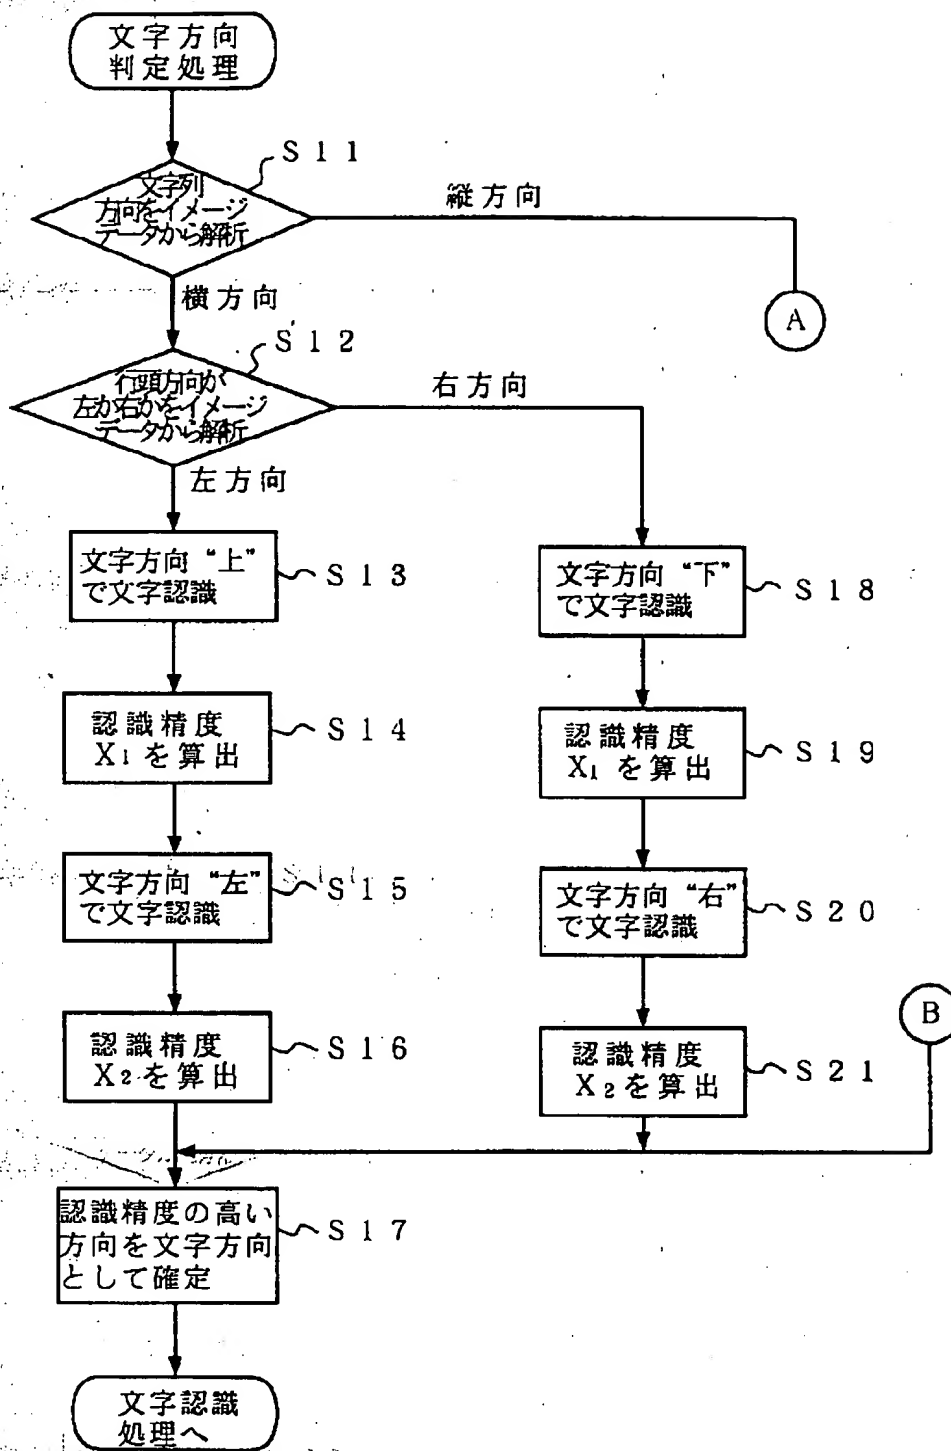 文字方向
判定処理
S11
文字列
方向をイメージ
データから解析
縦方向
A
横方向
S12
行頭方向が
左か右かをイメージ
データから解析
右方向
左方向
文字方向“上”
で文字認識
S13
文字方向“下”
で文字認識
S18
認識精度
X1を算出
S14
認識精度
X1を算出
S19
文字方向“左”
で文字認識
S15
文字方向“右”
で文字認識
S20
認識精度
X2を算出
S16
認識精度
X2を算出
S21
B
認識精度の高い
方向を文字方向
として確定
S17
文字認識
処理へ